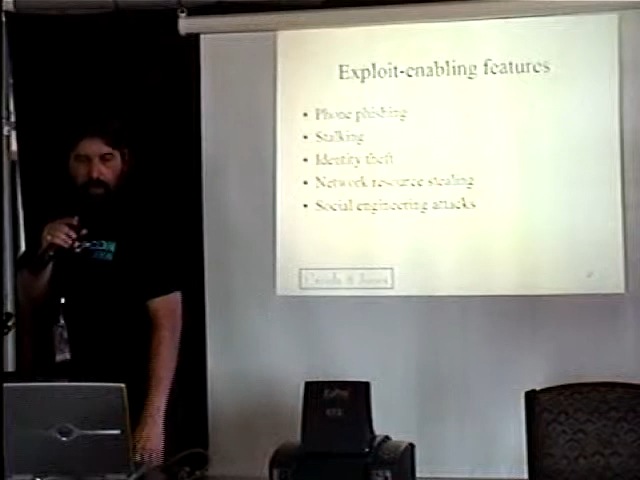 Exploit-enabling features
• Phone phishing
• Stalking
• Identity theft
• Network resource stealing
• Social engineering attacks